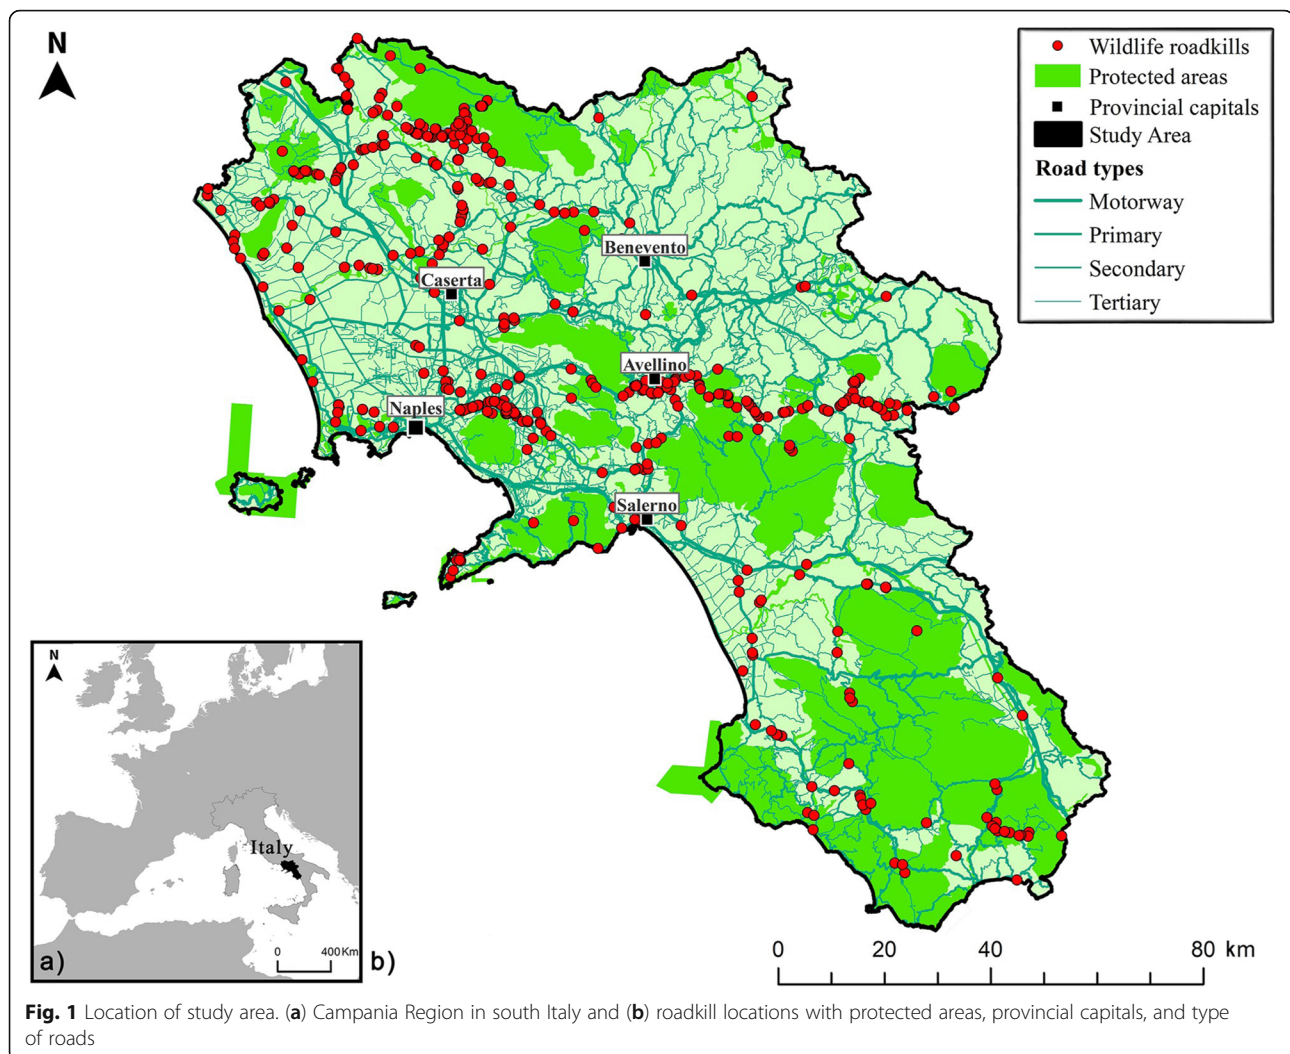 N
Wildlife roadkills
Protected areas
Provincial capitals
Study Area
Road types
Motorway
Primary
Secondary
Tertiary
Benevento
Caserta
Avellino
Naples
Salerno
N
Italy
0 400 Km
a)
b)
0 20 40 80 km
Fig. 1 Location of study area. (a) Campania Region in south Italy and (b) roadkill locations with protected areas, provincial capitals, and type
of roads